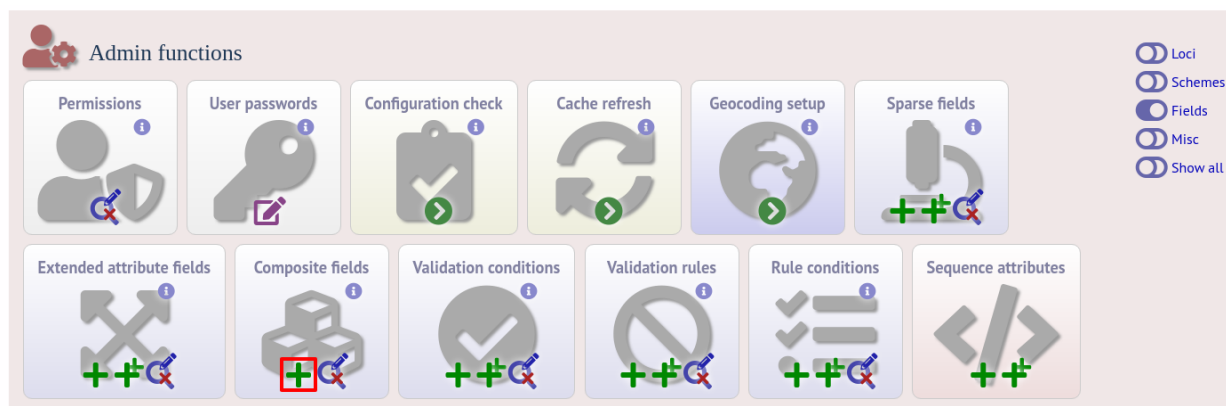 Admin functions
Loci
Schemes
Fields
Misc
Show all
Permissions
User passwords
Configuration check
Cache refresh
Geocoding setup
Sparse fields
Extended attribute fields
Composite fields
Validation conditions
Validation rules
Rule conditions
Sequence attributes